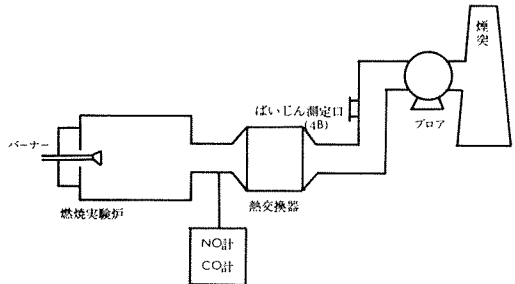 煙突
ばいじん測定口
(4B)
ブロア
バーナー
燃焼実験炉
熱交換器
NO計
CO計